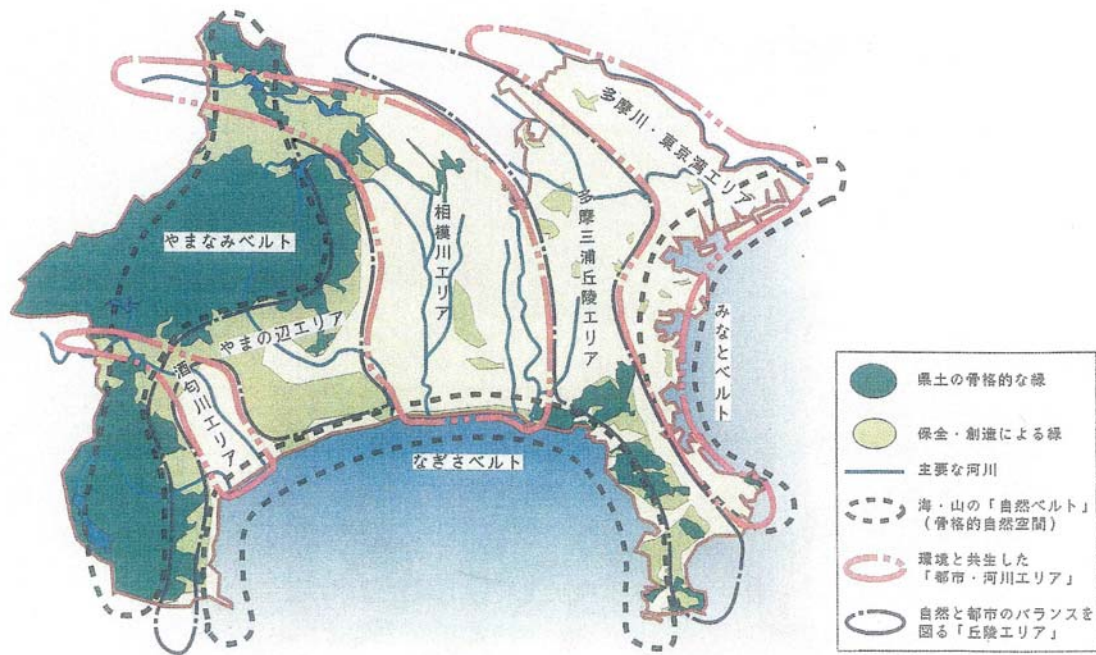 多摩川・東京湾エリア
やまなみベルト
相模川エリア
多摩三浦丘陵エリア
やまの辺エリア
みなとベルト
酒匂川エリア
なぎさベルト
県土の骨格的な緑
保全・創造による緑
主要な河川
海・山の「自然ベルト」
(骨格的自然空間)
環境と共生した
「都市・河川エリア」
自然と都市のバランスを
図る「丘陵エリア」